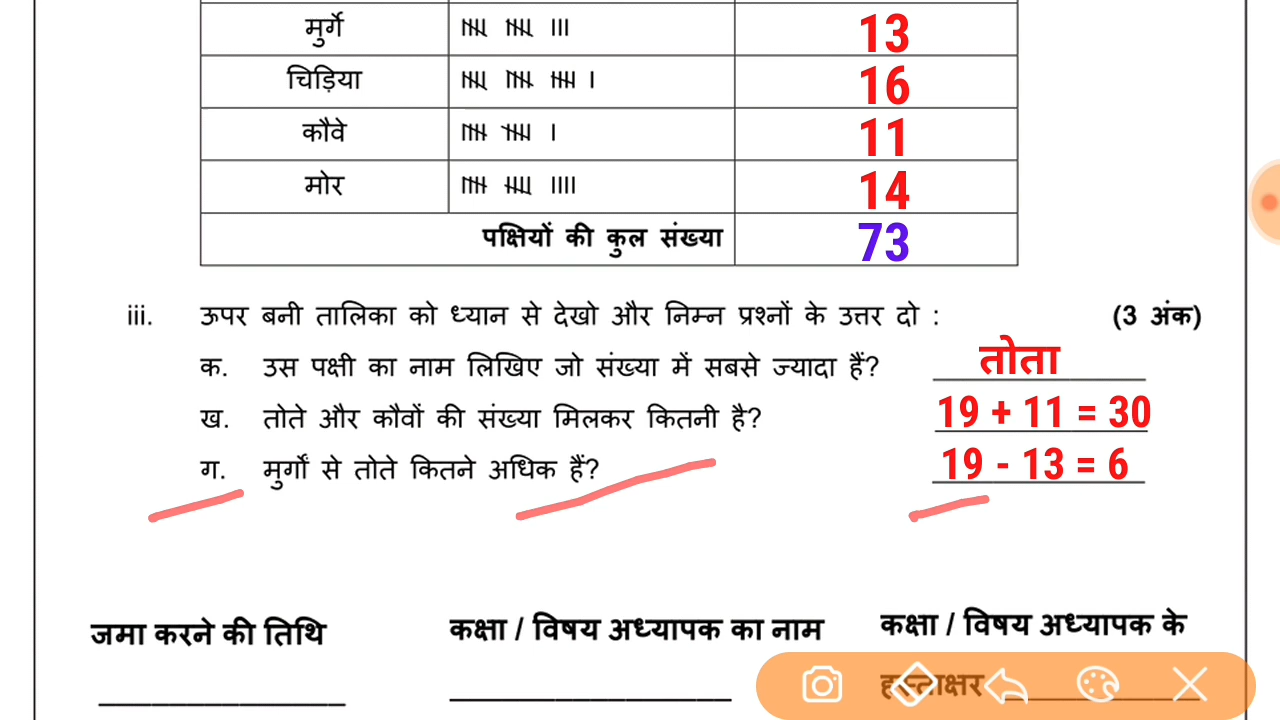 मुर्गे 13
चिड़िया 16
कौवे 11
मोर 14
पक्षियों की कुल संख्या 73
iii. ऊपर बनी तालिका को ध्यान से देखो और निम्न प्रश्नों के उत्तर दो : (3 अंक)
क. उस पक्षी का नाम लिखिए जो संख्या में सबसे ज्यादा हैं? तोता
ख. तोते और कौवों की संख्या मिलकर कितनी है? 19 + 11 = 30
ग. मुर्गों से तोते कितने अधिक हैं? 19 - 13 = 6
जमा करने की तिथि कक्षा / विषय अध्यापक का नाम कक्षा / विषय अध्यापक के
हस्ताक्षर